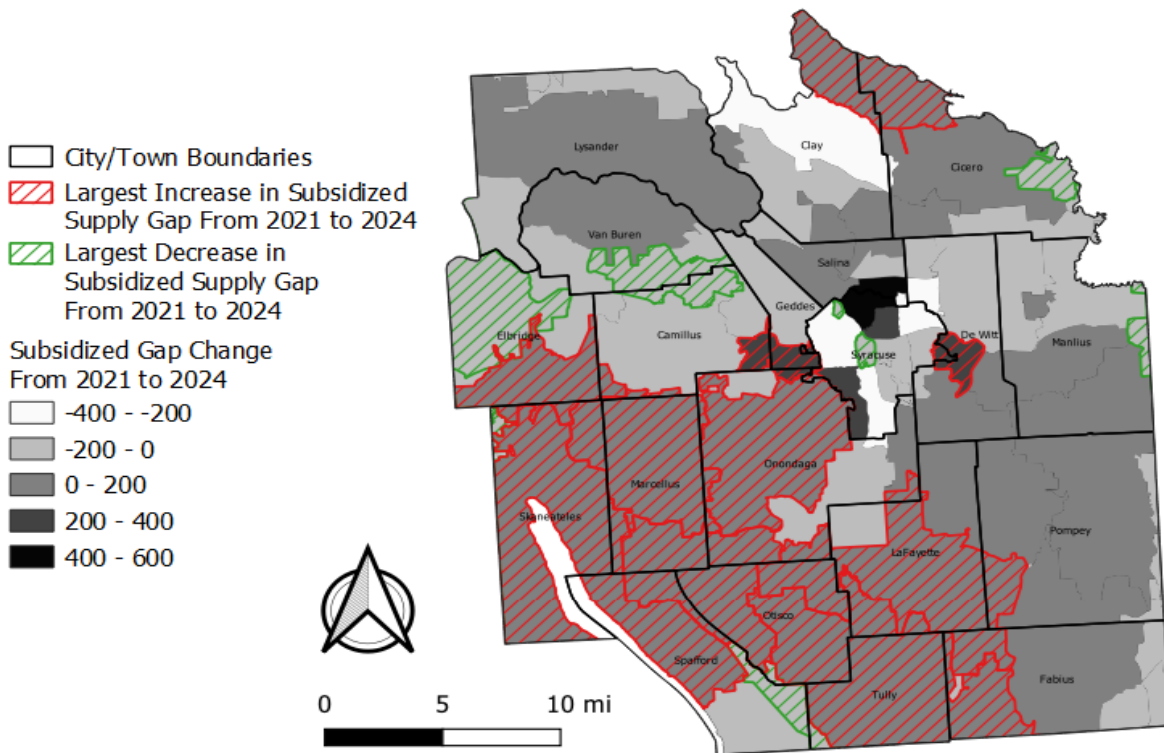 City/Town Boundaries
Largest Increase in Subsidized
Supply Gap From 2021 to 2024
Largest Decrease in
Subsidized Supply Gap
From 2021 to 2024
Subsidized Gap Change
From 2021 to 2024
-400 - -200
-200 - 0
0 - 200
200 - 400
400 - 600
0 5 10 mi
Lysander
Clay
Cicero
Van Buren
Salina
Geddes
Elbridge
Camillus
Syracuse
De Witt
Manlius
Onondaga
Marcellus
Skaneateles
Pompey
LaFayette
Otisco
Spafford
Tully
Fabius